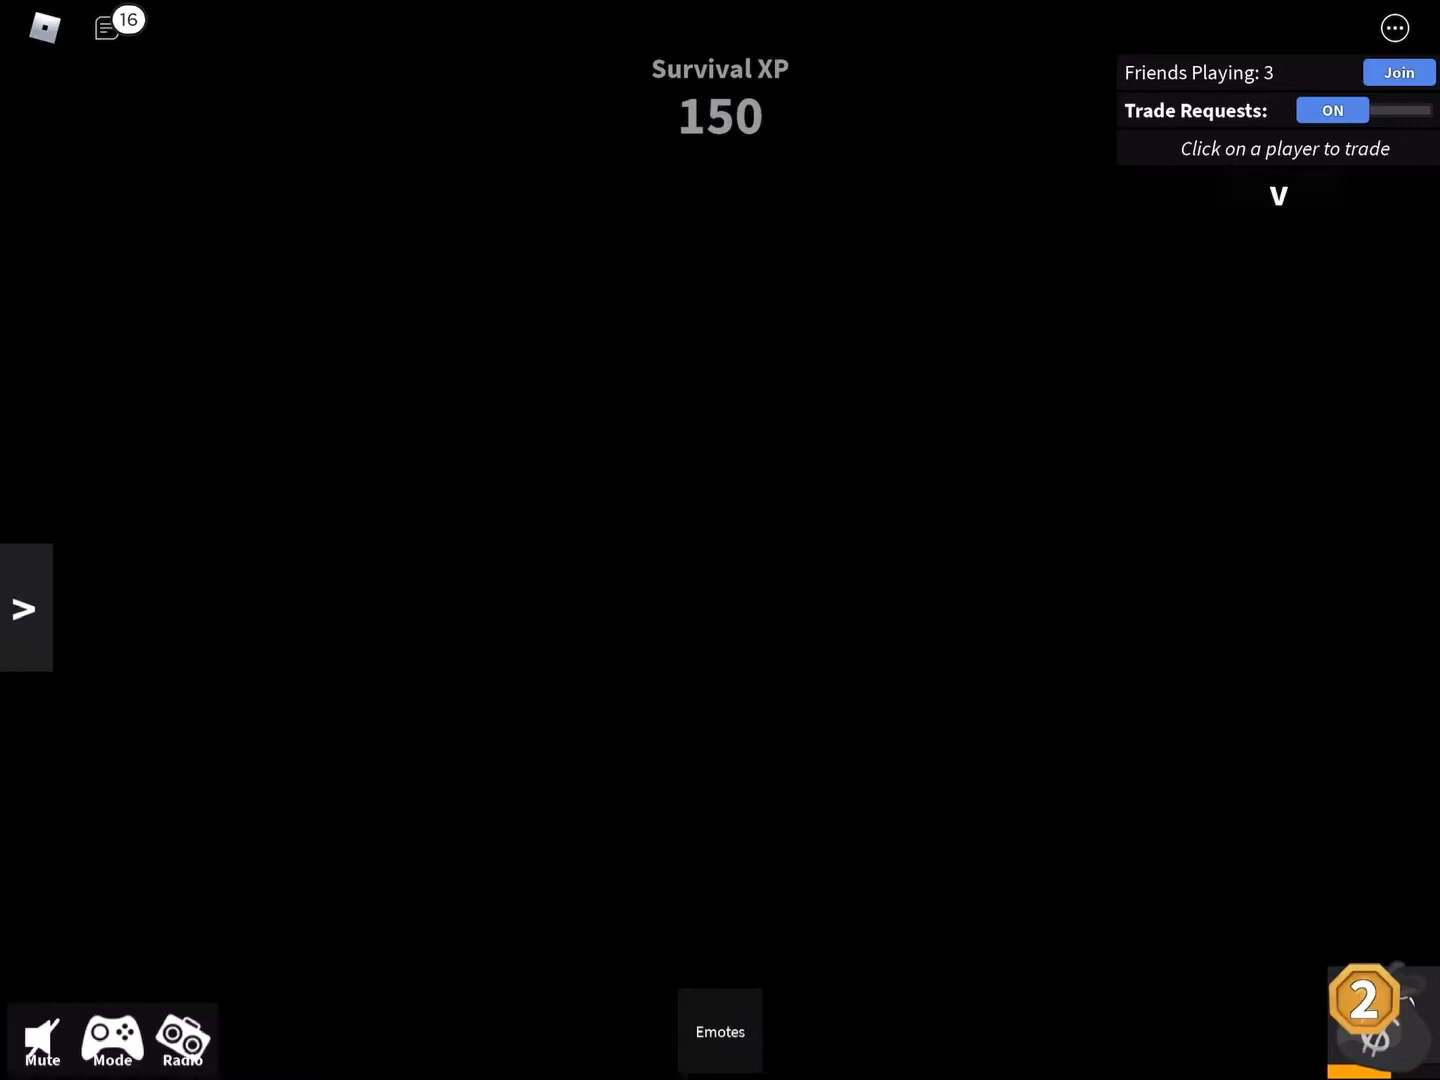 16
Survival XP
150
Friends Playing: 3
Join
Trade Requests:
ON
Click on a player to trade
v
>
Mute
Mode
Radio
Emotes
2
$